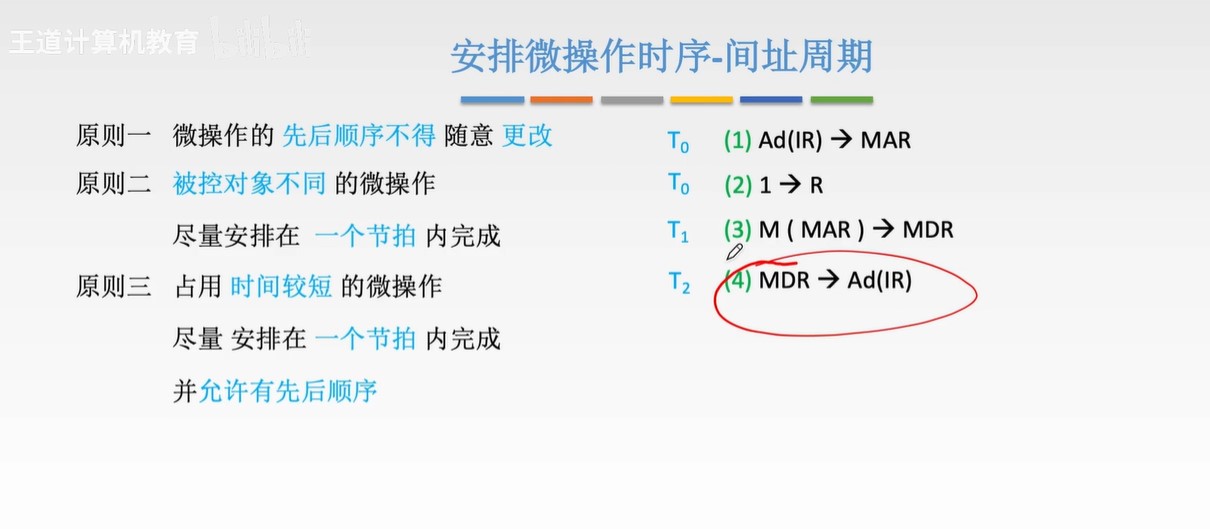 王道计算机教育 bilibili
安排微操作时序-间址周期
原则一 微操作的 先后顺序不得 随意 更改
原则二 被控对象不同 的微操作
尽量安排在 一个节拍 内完成
原则三 占用 时间较短 的微操作
尽量 安排在 一个节拍 内完成
并允许有先后顺序
T0 (1) Ad(IR) → MAR
T0 (2) 1 → R
T1 (3) M ( MAR ) → MDR
T2 (4) MDR → Ad(IR)